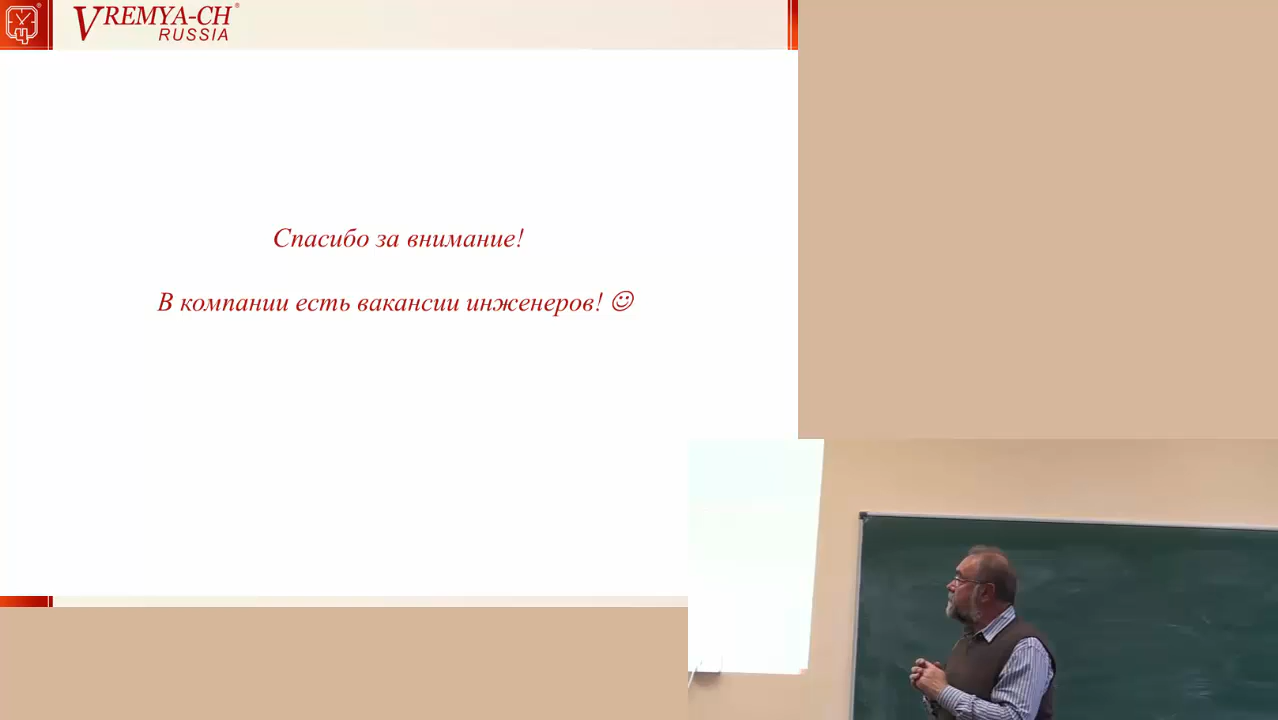 VREMYA-CH®
RUSSIA
Спасибо за внимание!
В компании есть вакансии инженеров! ☺